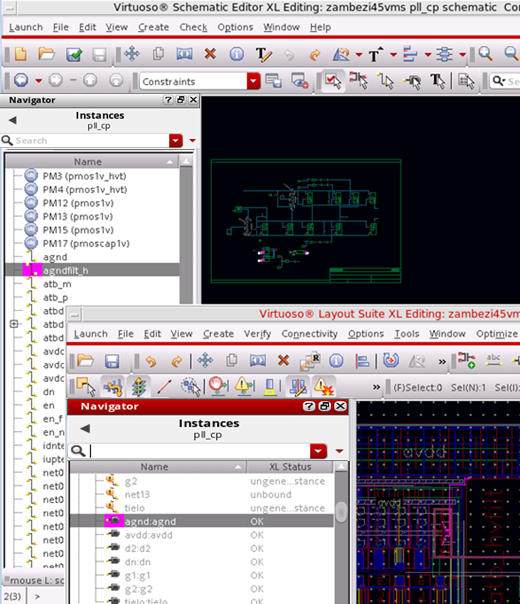 Virtuoso® Schematic Editor XL Editing: zambezi45vms pll_cp schematic Con
Launch File Edit View Create Check Options Window Help
Constraints
Navigator
Instances
pll_cp
Search
Name
PM3 (pmos1v_hvt)
PM4 (pmos1v_hvt)
PM12 (pmos1v)
PM13 (pmos1v)
PM15 (pmos1v)
PM17 (pmoscap1v)
agnd
agndfilt_h
atb_m
atb_p
atbd
atbd
atbd
avdc
avdc
avdc
dn
en
en_f
en_n
idnte
iupte
net0
net0
net0
net0
net0
net0
net0
mouse L: sc
2(3) >
Virtuoso® Layout Suite XL Editing: zambezi45vm
Launch File Edit View Create Verify Connectivity Options Tools Window Optimize
abc
(F)Select:0 Sel(N):1 Sel(I):
Navigator
Instances
pll_cp
Name XL Status
g2 ungene...stance
net13 unbound
tielo ungene...stance
agnd:agnd OK
avdd:avdd OK
d2:d2 OK
dn:dn OK
g1:g1 OK
g2:g2 OK
tielo:tielo OK
avdd